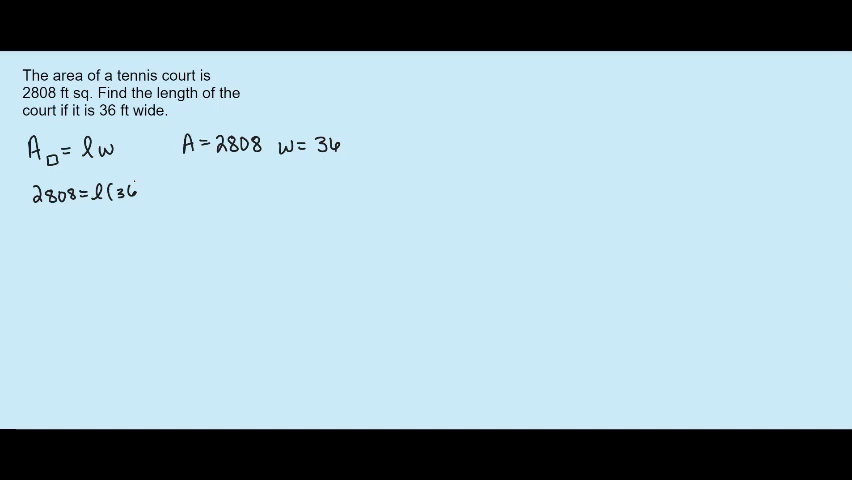 The area of a tennis court is
2808 ft sq. Find the length of the
court if it is 36 ft wide.
A□ = lw A = 2808 w = 36
2808 = l(36